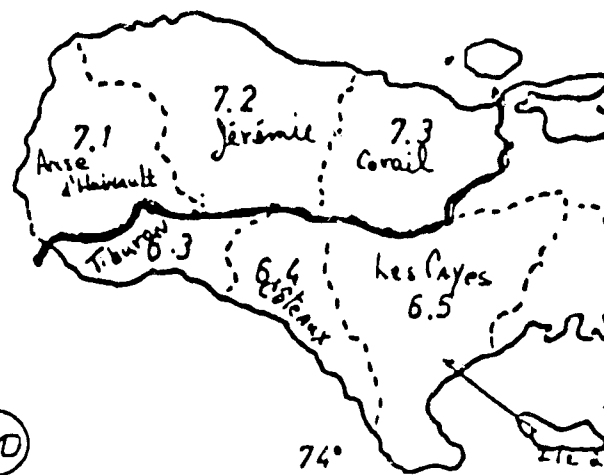 7.2
Jérémie
7.1
Anse
d'Hainault
7.3
Corail
Tiburon 6.3
6.4
Côteaux
Les Cayes
6.5
74°